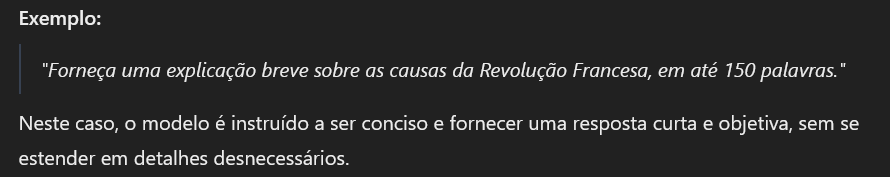 Exemplo:
"Forneça uma explicação breve sobre as causas da Revolução Francesa, em até 150 palavras."
Neste caso, o modelo é instruído a ser conciso e fornecer uma resposta curta e objetiva, sem se
estender em detalhes desnecessários.